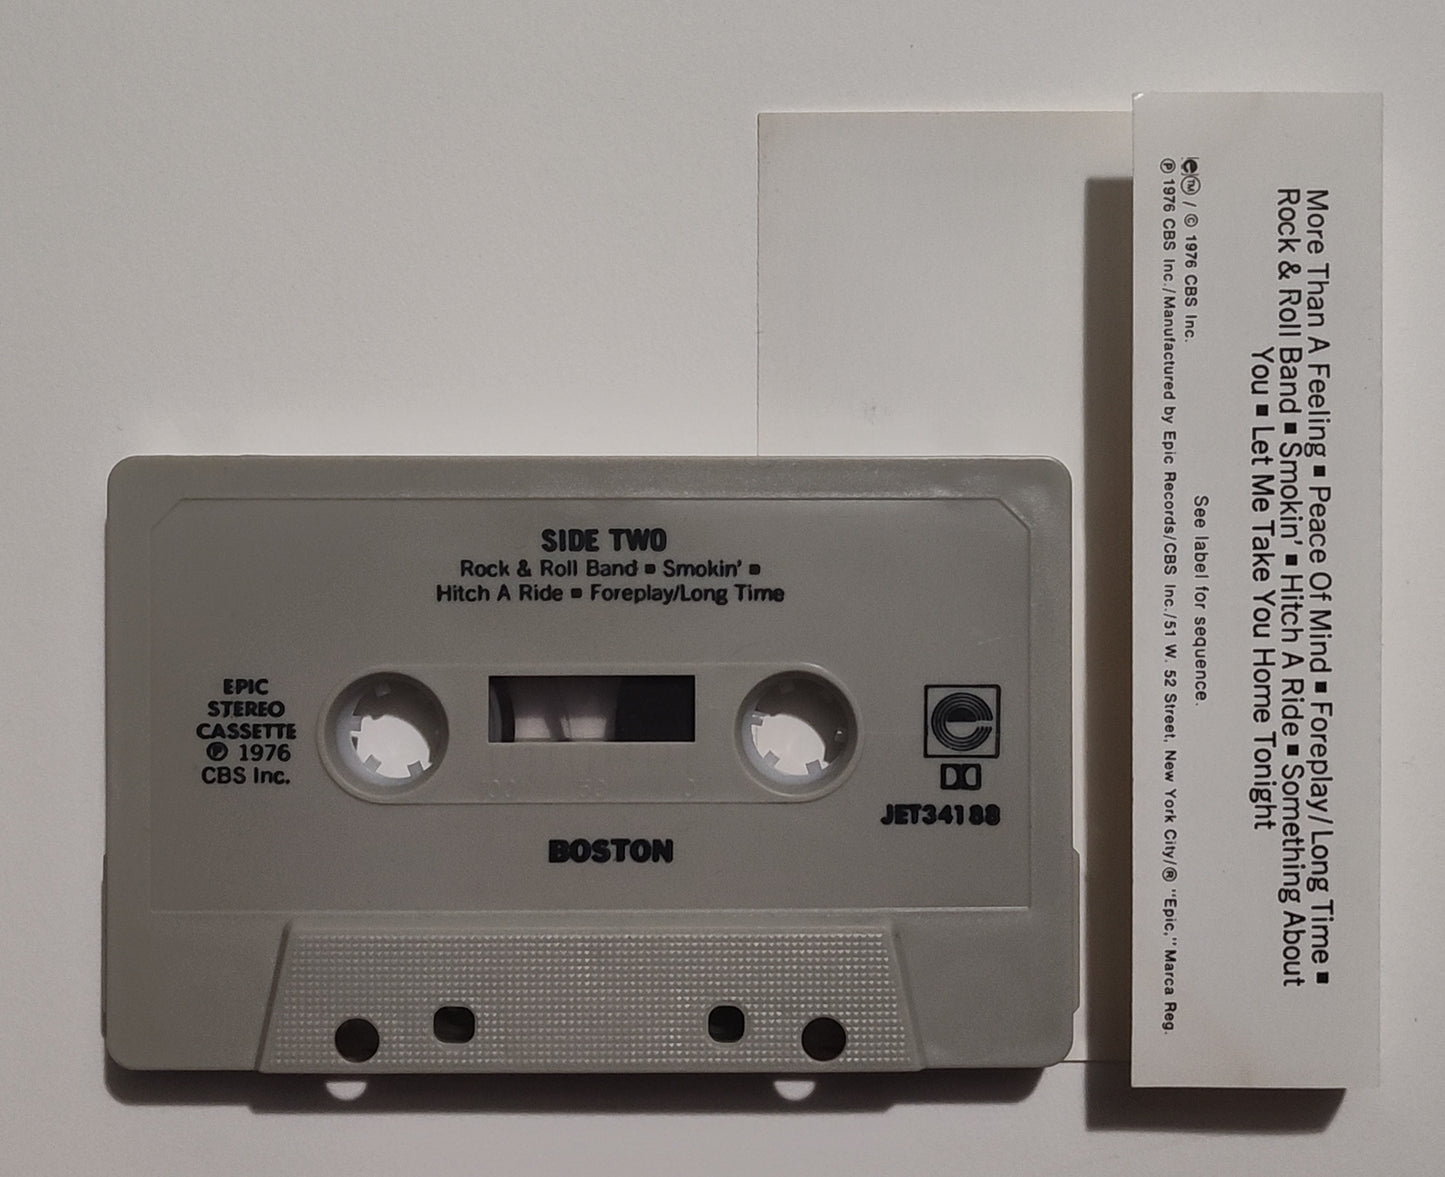 SIDE TWO
Rock & Roll Band ▪ Smokin' ▪
Hitch A Ride ▪ Foreplay/Long Time
EPIC
STEREO
CASSETTE
℗ 1976
CBS Inc.
e
JET34188
BOSTON
More Than A Feeling ▪ Peace Of Mind ▪ Foreplay/Long Time ▪
Rock & Roll Band ▪ Smokin' ▪ Hitch A Ride ▪ Something About
You ▪ Let Me Take You Home Tonight
See label for sequence.
e TM / © 1976 CBS Inc.
℗ 1976 CBS Inc./Manufactured by Epic Records/CBS Inc./51 W. 52 Street, New York City/® "Epic," Marca Reg.